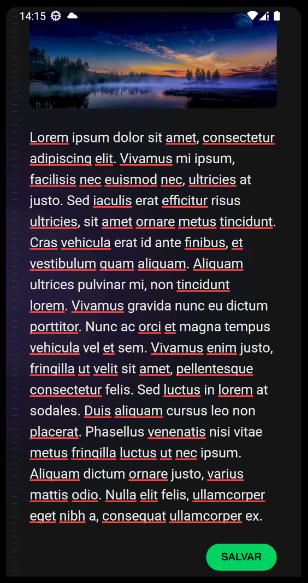 14:15
Lorem ipsum dolor sit amet, consectetur
adipiscing elit. Vivamus mi ipsum,
facilisis nec euismod nec, ultricies at
justo. Sed iaculis erat efficitur risus
ultricies, sit amet ornare metus tincidunt.
Cras vehicula erat id ante finibus, et
vestibulum quam aliquam. Aliquam
ultrices pulvinar mi, non tincidunt
lorem. Vivamus gravida nunc eu dictum
porttitor. Nunc ac orci et magna tempus
vehicula vel et sem. Vivamus enim justo,
fringilla ut velit sit amet, pellentesque
consectetur felis. Sed luctus in lorem at
sodales. Duis aliquam cursus leo non
placerat. Phasellus venenatis nisi vitae
metus fringilla luctus ut nec ipsum.
Aliquam dictum ornare justo, varius
mattis odio. Nulla elit felis, ullamcorper
eget nibh a, consequat ullamcorper ex.
SALVAR